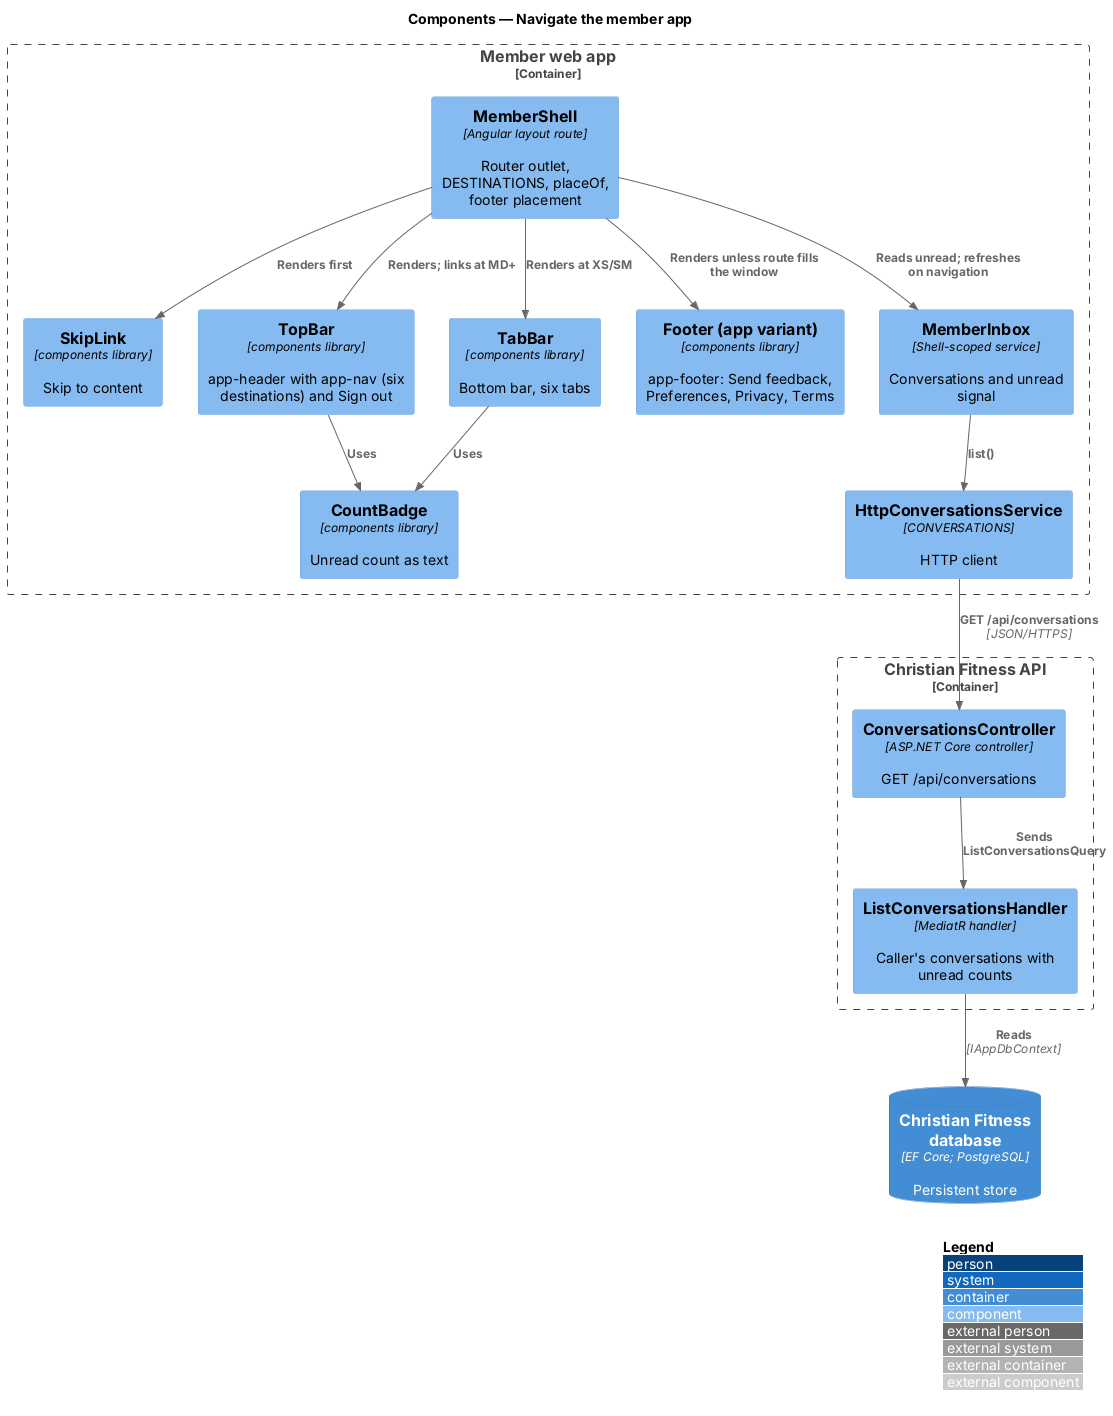 Components — Navigate the member app
Member web app
[Container]
MemberShell
[Angular layout route]
Router outlet,
DESTINATIONS, placeOf,
footer placement
Renders first
Renders; links at MD+
Renders at XS/SM
Renders unless route fills
the window
Reads unread; refreshes
on navigation
SkipLink
[components library]
Skip to content
TopBar
[components library]
app-header with app-nav (six
destinations) and Sign out
TabBar
[components library]
Bottom bar, six tabs
Footer (app variant)
[components library]
app-footer: Send feedback,
Preferences, Privacy, Terms
MemberInbox
[Shell-scoped service]
Conversations and unread
signal
Uses
Uses
list()
CountBadge
[components library]
Unread count as text
HttpConversationsService
[CONVERSATIONS]
HTTP client
GET /api/conversations
[JSON/HTTPS]
Christian Fitness API
[Container]
ConversationsController
[ASP.NET Core controller]
GET /api/conversations
Sends
ListConversationsQuery
ListConversationsHandler
[MediatR handler]
Caller's conversations with
unread counts
Reads
[IAppDbContext]
Christian Fitness
database
[EF Core; PostgreSQL]
Persistent store
Legend
person
system
container
component
external person
external system
external container
external component